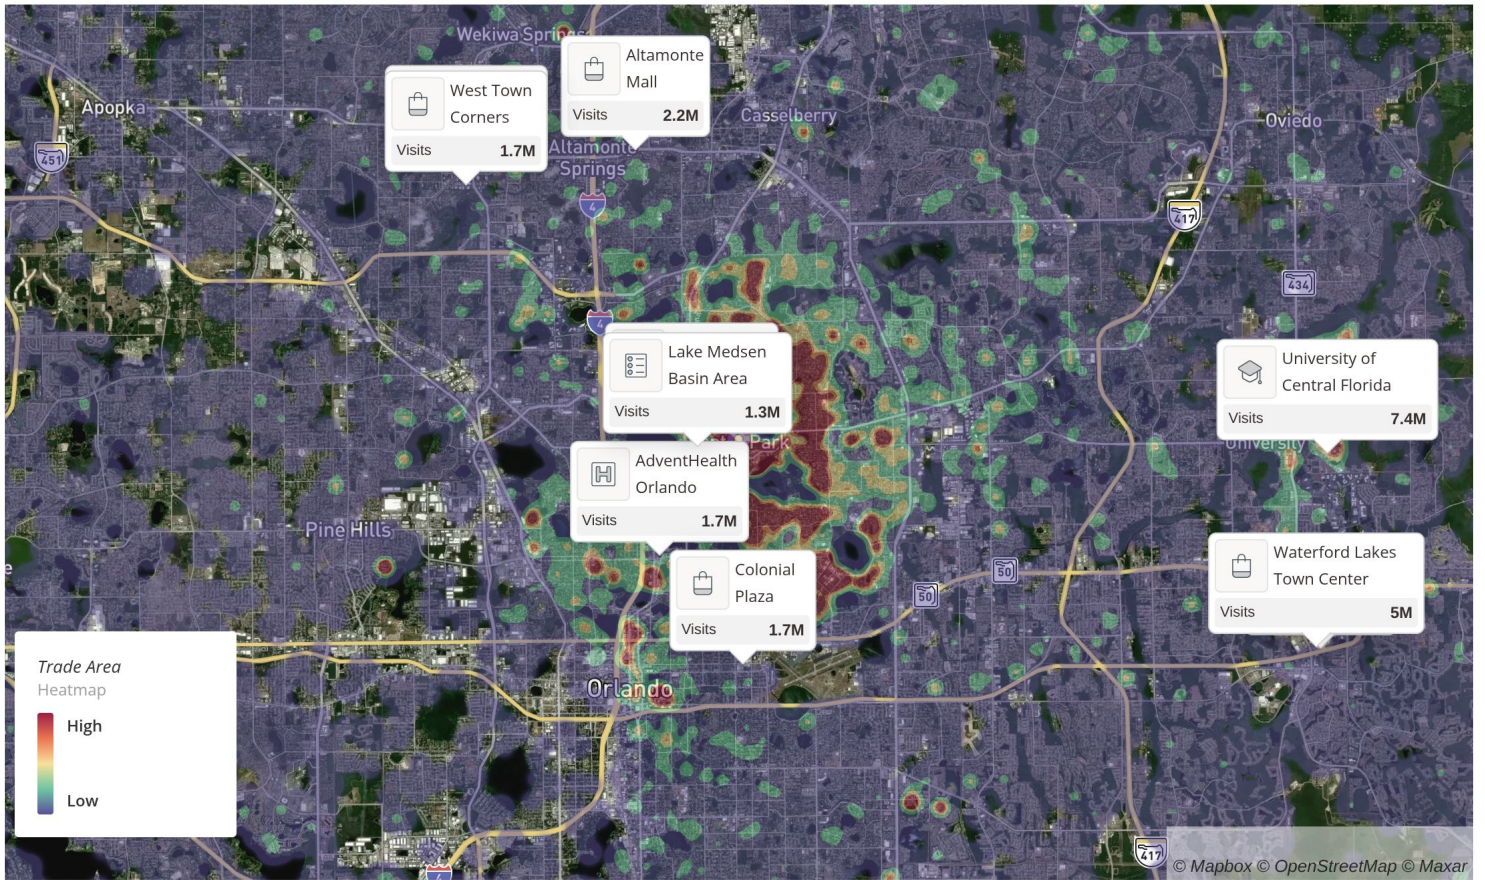 Wekiwa Springs
Altamonte
Mall
Visits 2.2M
West Town
Corners
Visits 1.7M
Apopka
Casselberry
Oviedo
451
Altamonte
Springs
4
417
434
4
Lake Medsen
Basin Area
Visits 1.3M
University of
Central Florida
Visits 7.4M
Park
University
AdventHealth
Orlando
Visits 1.7M
Pine Hills
Colonial
Plaza
Visits 1.7M
50
50
Waterford Lakes
Town Center
Visits 5M
Trade Area
Heatmap
High
Low
Orlando
417
4
© Mapbox © OpenStreetMap © Maxar